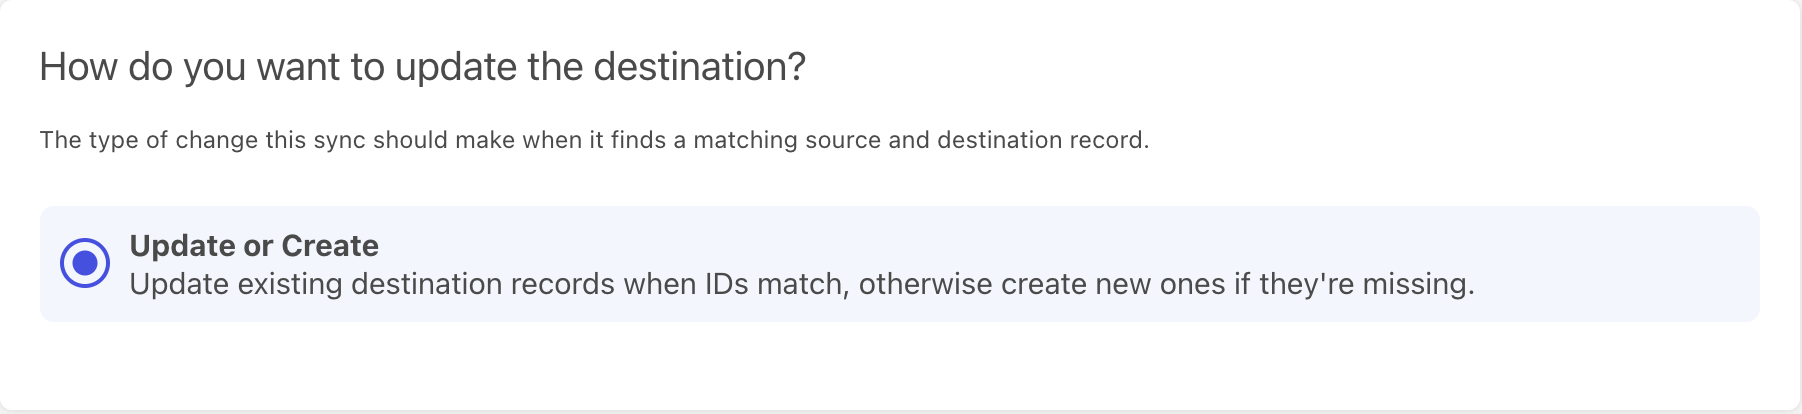 How do you want to update the destination?
The type of change this sync should make when it finds a matching source and destination record.
Update or Create
Update existing destination records when IDs match, otherwise create new ones if they're missing.